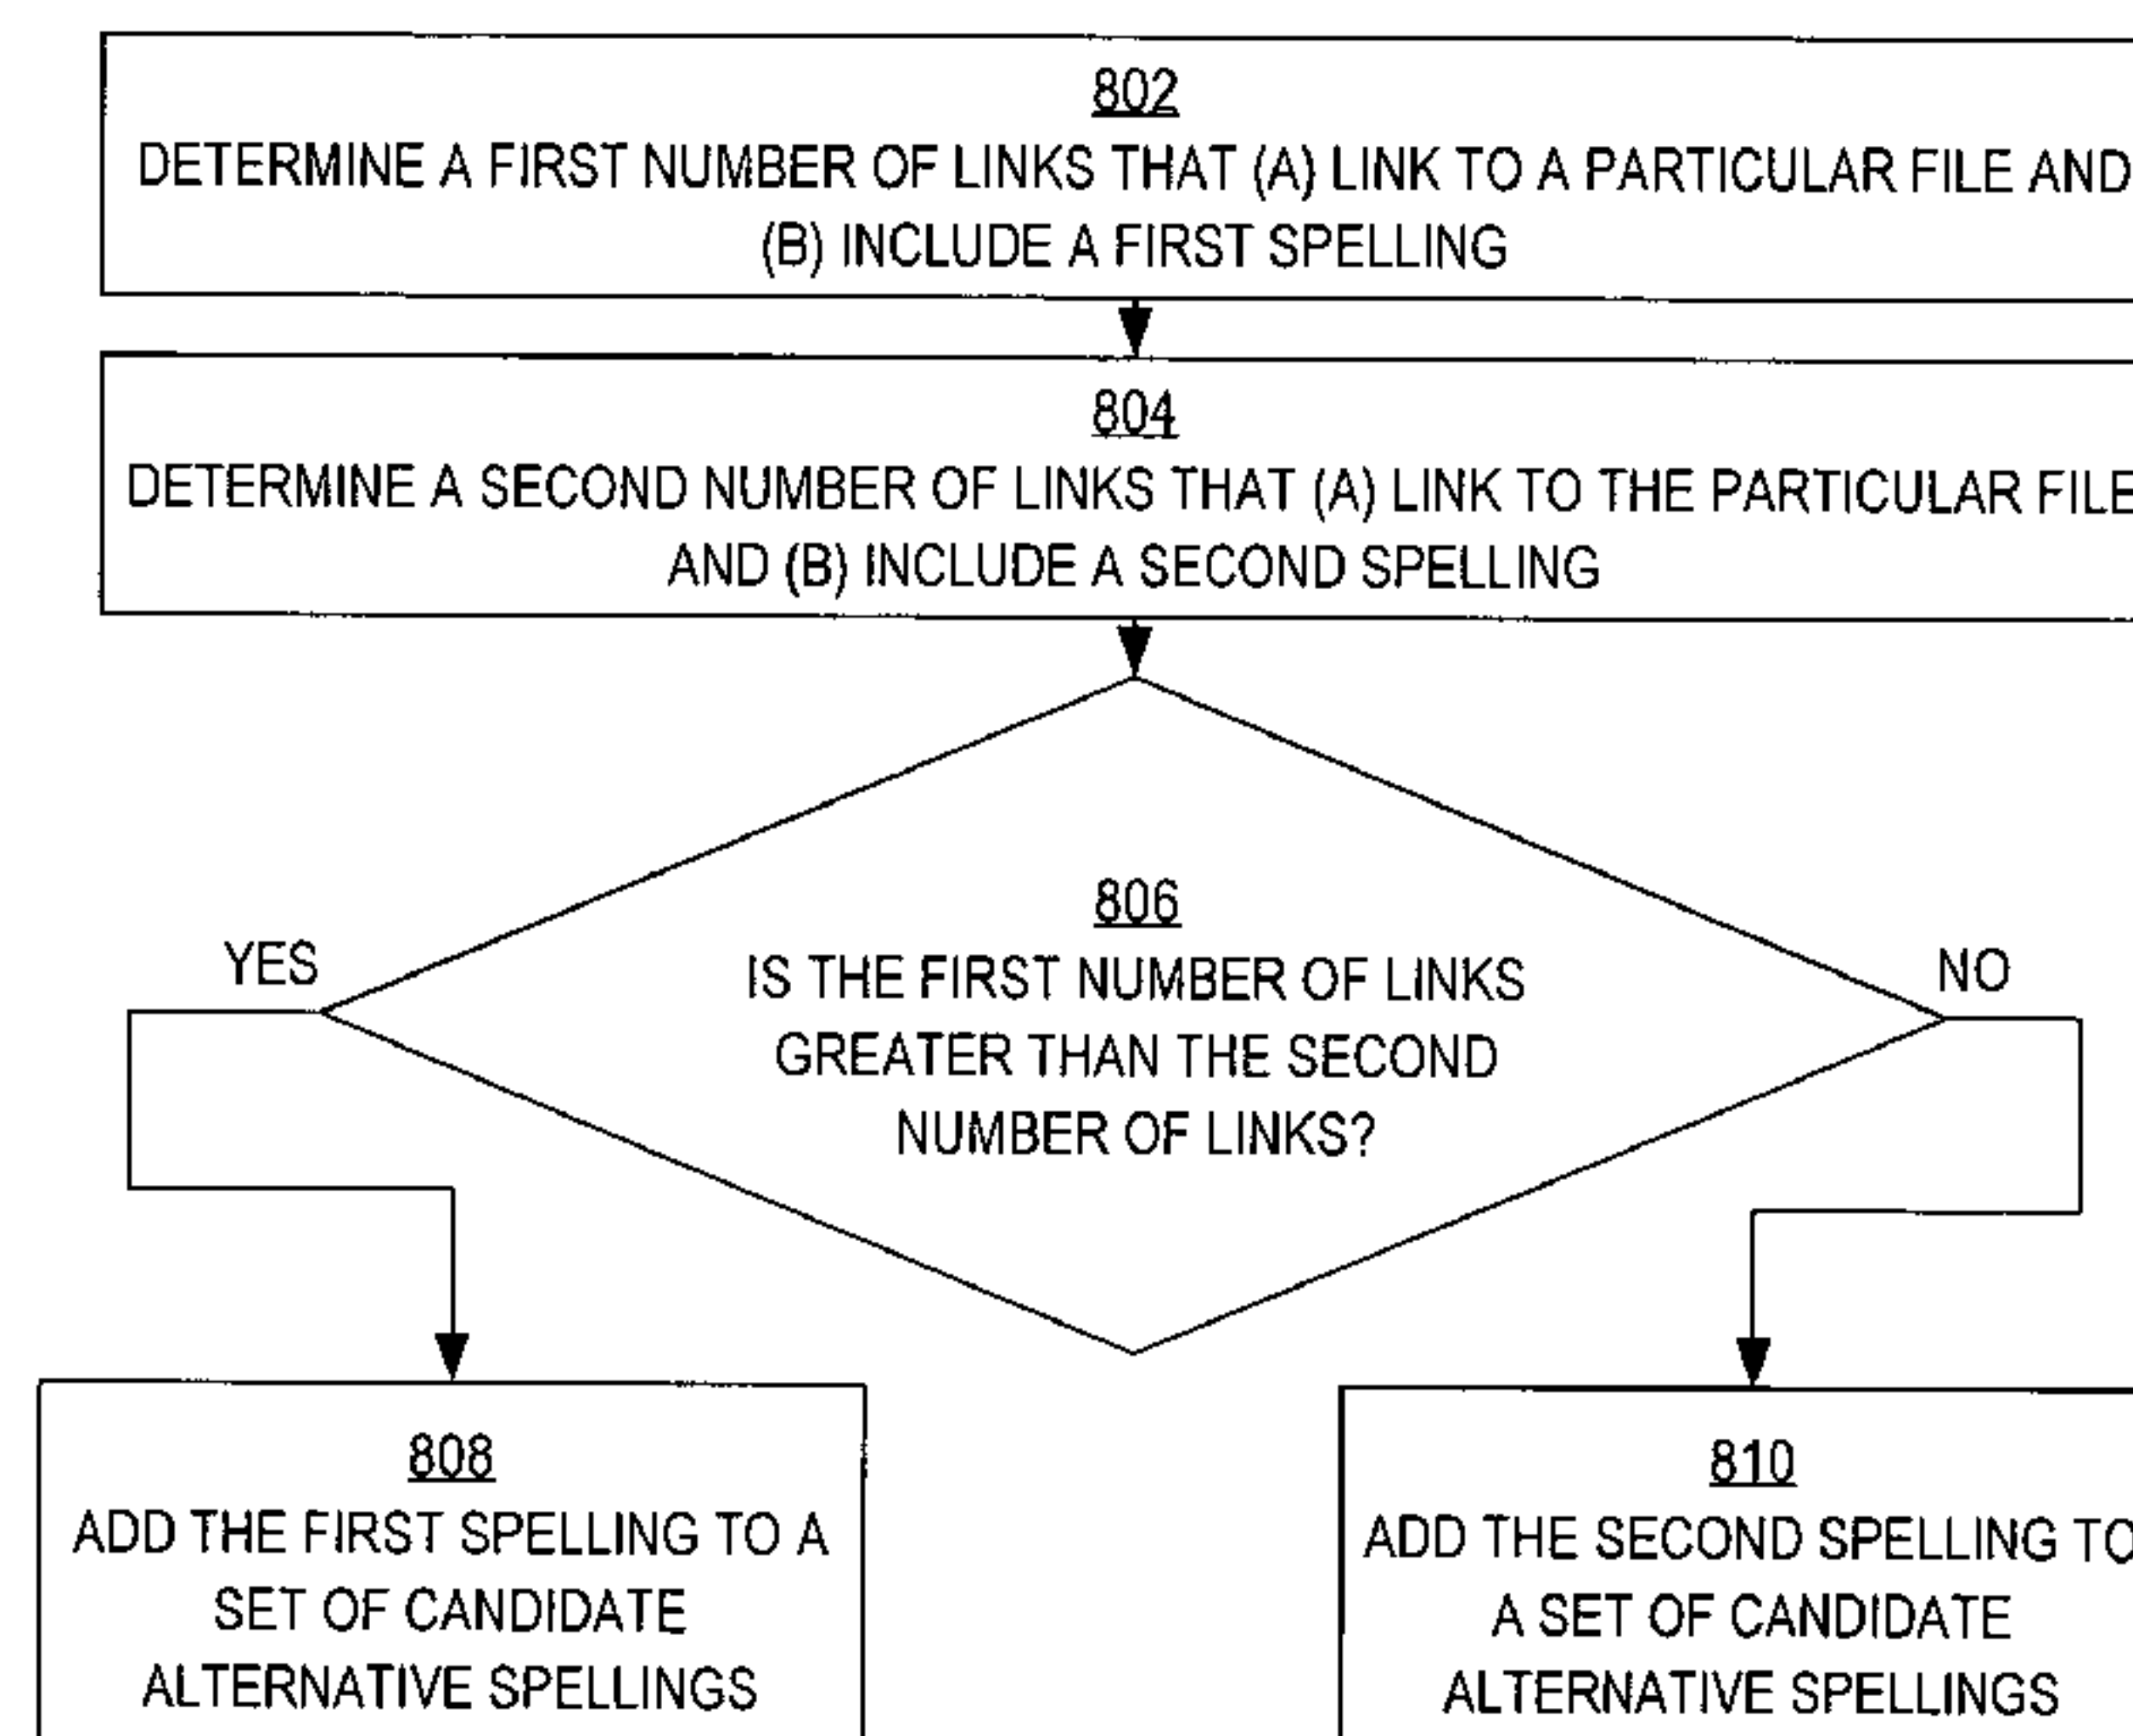 802
DETERMINE A FIRST NUMBER OF LINKS THAT (A) LINK TO A PARTICULAR FILE AND
(B) INCLUDE A FIRST SPELLING
804
DETERMINE A SECOND NUMBER OF LINKS THAT (A) LINK TO THE PARTICULAR FILE
AND (B) INCLUDE A SECOND SPELLING
806
IS THE FIRST NUMBER OF LINKS
GREATER THAN THE SECOND
NUMBER OF LINKS?
YES
NO
808
ADD THE FIRST SPELLING TO A
SET OF CANDIDATE
ALTERNATIVE SPELLINGS
810
ADD THE SECOND SPELLING TO
A SET OF CANDIDATE
ALTERNATIVE SPELLINGS